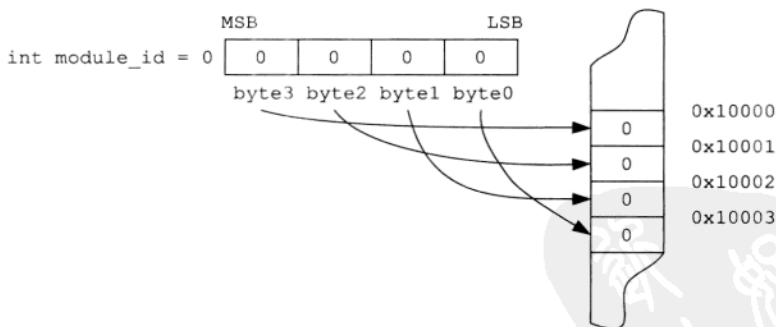 MSB LSB
int module_id = 0 0 0 0 0
byte3 byte2 byte1 byte0
0x10000
0
0x10001
0
0x10002
0
0x10003
0